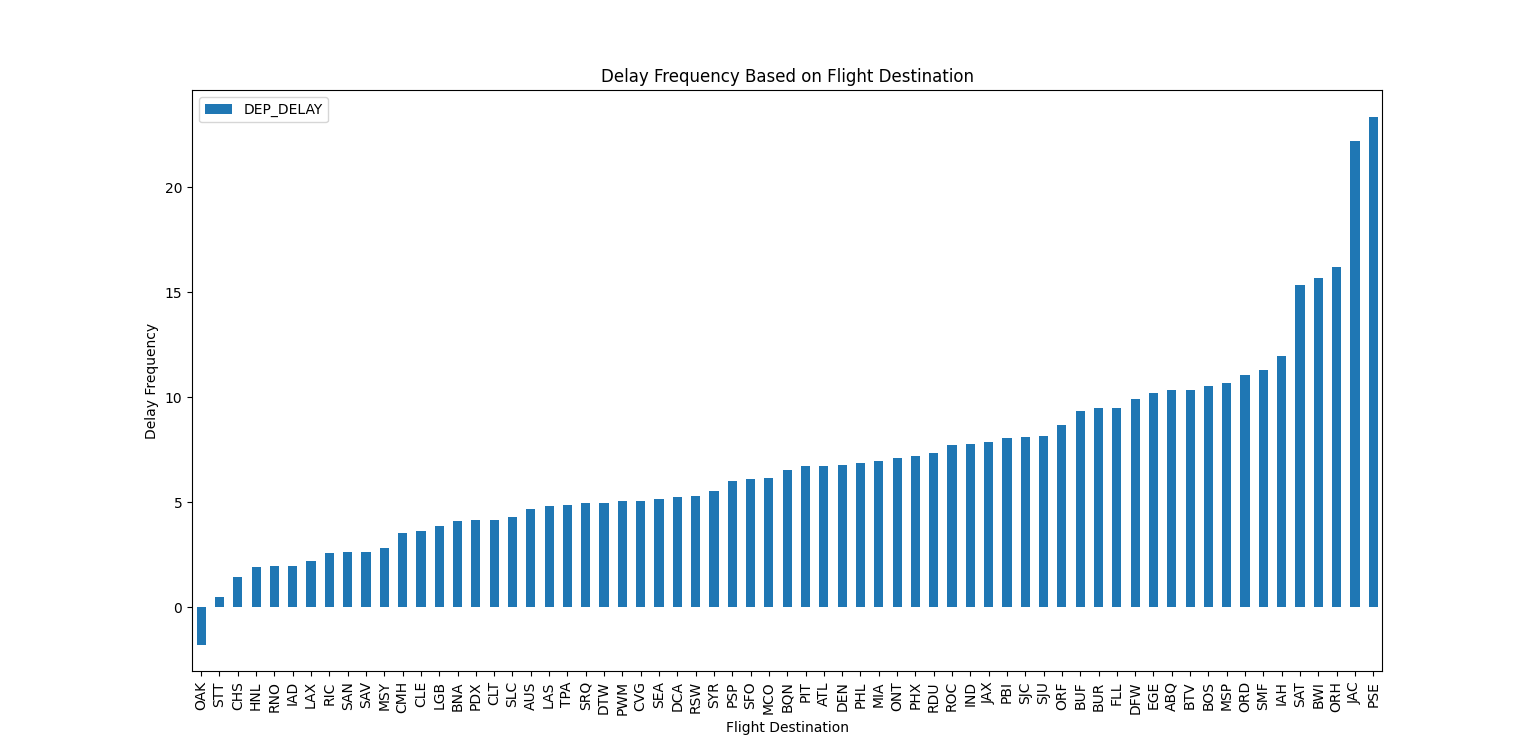 Delay Frequency Based on Flight Destination
DEP_DELAY
20
15
10
5
0
Delay Frequency
OAK STT CHS HNL RNO IAD LAX RIC SAN SAV MSY CMH CLE LGB BNA PDX CLT SLC AUS LAS TPA SRQ DTW PWM CVG SEA DCA RSW SYR PSP SFO MCO BQN PIT ATL DEN PHL MIA ONT PHX RDU ROC IND JAX PBI SJC SJU ORF BUF BUR FLL DFW EGE ABQ BTV BOS MSP ORD SMF IAH SAT BWI ORH JAC PSE
Flight Destination